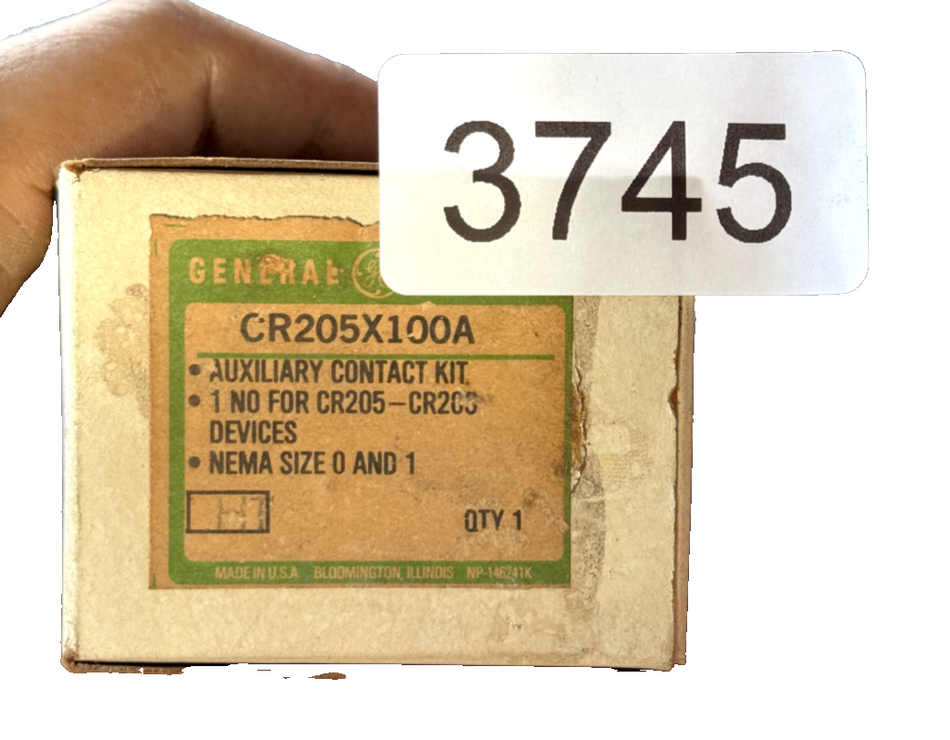 3745
GENERAL
CR205X100A
• AUXILIARY CONTACT KIT
• 1 NO FOR CR205–
DEVICES
• NEMA SIZE 0 AND 1
QTY 1
MADE IN U.S.A. BLOOMINGTON, ILLINOIS NP-146241K